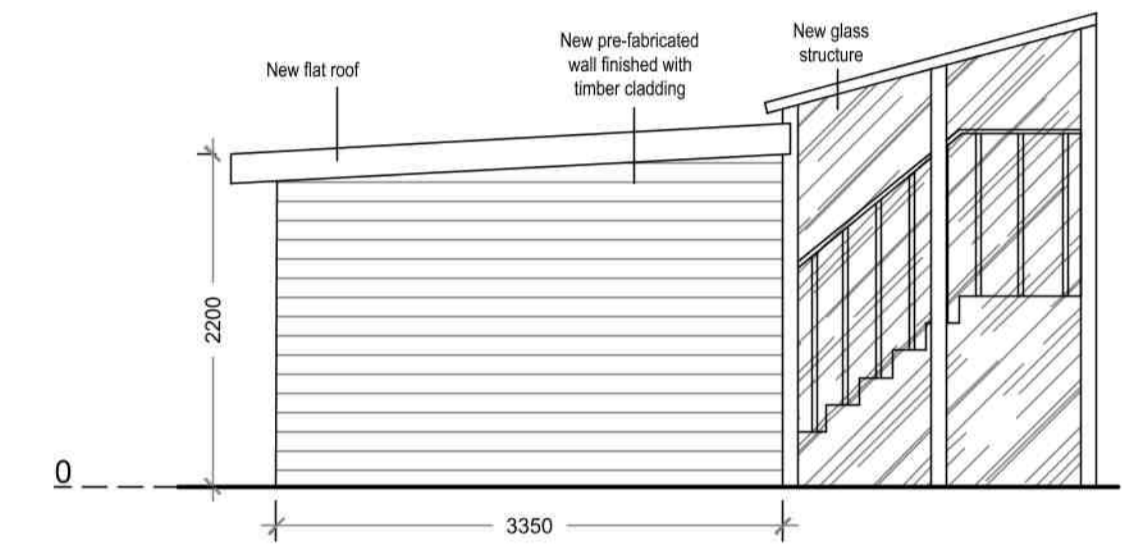 New glass
structure
New pre-fabricated
wall finished with
timber cladding
New flat roof
2200
0
3350